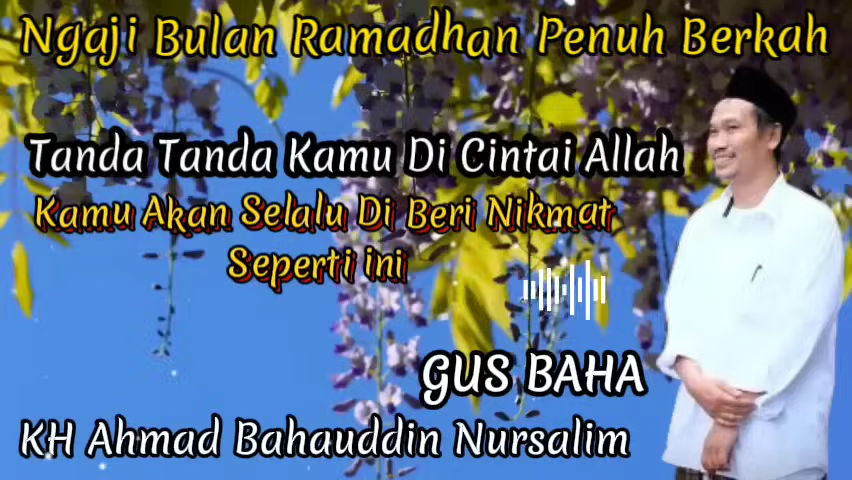 Ngaji Bulan Ramadhan Penuh Berkah
Tanda Tanda Kamu Di Cintai Allah
Kamu Akan Selalu Di Beri Nikmat
Seperti ini
GUS BAHA
KH Ahmad Bahauddin Nursalim